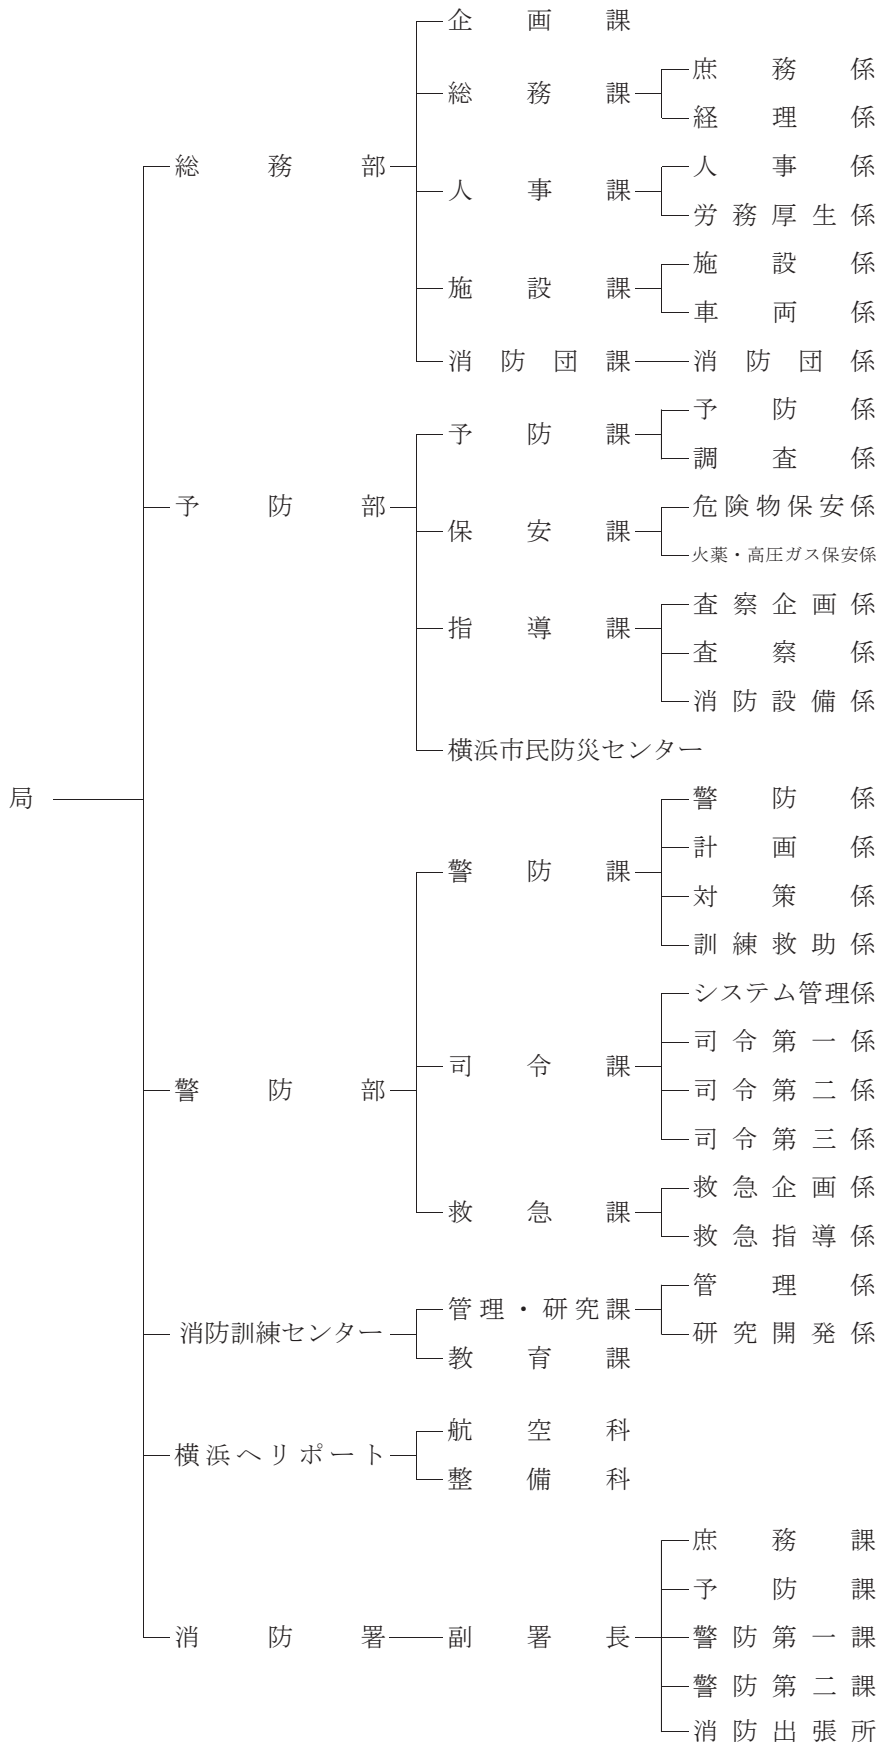 企画課
庶務係
総務課
経理係
総務部
人事係
人事課
労務厚生係
施設係
施設課
車両係
消防団課
消防団係
予防係
予防課
調査係
予防部
危険物保安係
保安課
火薬・高圧ガス保安係
査察企画係
指導課
査察係
消防設備係
横浜市民防災センター
局
警防係
計画係
警防課
対策係
訓練救助係
システム管理係
司令第一係
司令課
警防部
司令第二係
司令第三係
救急企画係
救急課
救急指導係
管理係
管理・研究課
消防訓練センター
研究開発係
教育課
航空科
横浜ヘリポート
整備科
庶務課
予防課
消防署
副署長
警防第一課
警防第二課
消防出張所